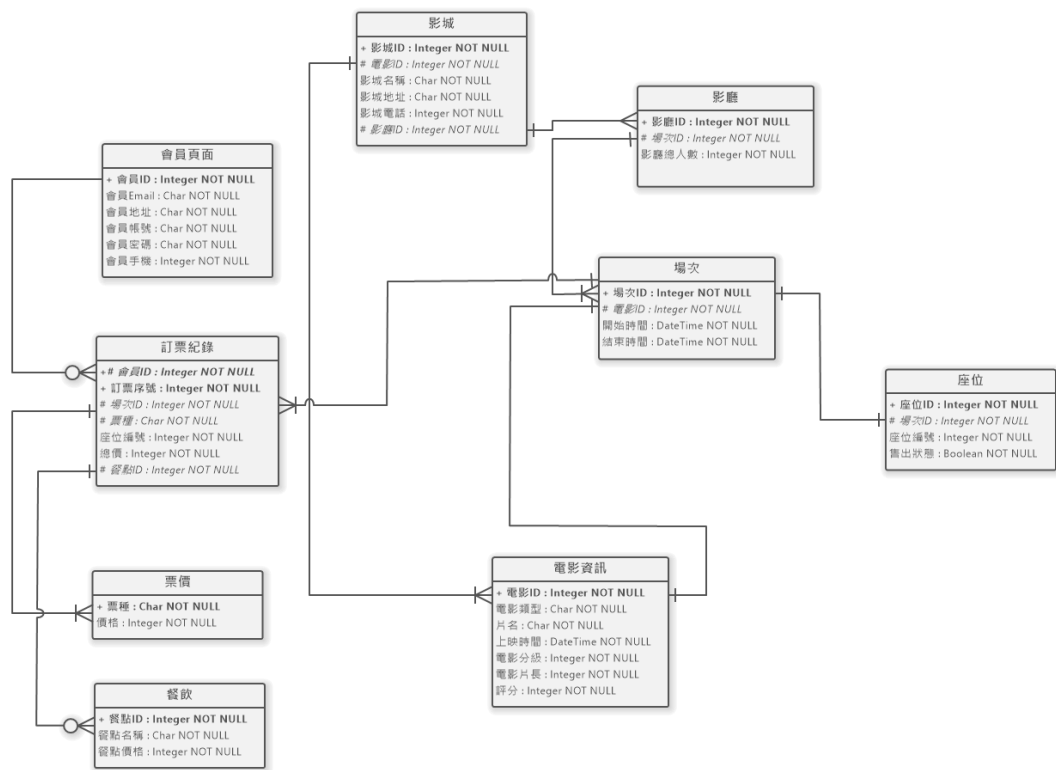 影城
+ 影城ID : Integer NOT NULL
# 電影ID : Integer NOT NULL
影城名稱 : Char NOT NULL
影城地址 : Char NOT NULL
影城電話 : Integer NOT NULL
# 影廳ID : Integer NOT NULL
影廳
+ 影廳ID : Integer NOT NULL
# 場次ID : Integer NOT NULL
影廳總人數 : Integer NOT NULL
會員頁面
+ 會員ID : Integer NOT NULL
會員Email : Char NOT NULL
會員地址 : Char NOT NULL
會員帳號 : Char NOT NULL
會員密碼 : Char NOT NULL
會員手機 : Integer NOT NULL
場次
+ 場次ID : Integer NOT NULL
# 電影ID : Integer NOT NULL
開始時間 : DateTime NOT NULL
結束時間 : DateTime NOT NULL
訂票紀錄
+# 會員ID : Integer NOT NULL
+ 訂票序號 : Integer NOT NULL
# 場次ID : Integer NOT NULL
# 票種 : Char NOT NULL
座位編號 : Integer NOT NULL
總價 : Integer NOT NULL
# 餐點ID : Integer NOT NULL
座位
+ 座位ID : Integer NOT NULL
# 場次ID : Integer NOT NULL
座位編號 : Integer NOT NULL
售出狀態 : Boolean NOT NULL
票價
+ 票種 : Char NOT NULL
價格 : Integer NOT NULL
電影資訊
+ 電影ID : Integer NOT NULL
電影類型 : Char NOT NULL
片名 : Char NOT NULL
上映時間 : DateTime NOT NULL
電影分級 : Integer NOT NULL
電影片長 : Integer NOT NULL
評分 : Integer NOT NULL
餐飲
+ 餐點ID : Integer NOT NULL
餐點名稱 : Char NOT NULL
餐點價格 : Integer NOT NULL